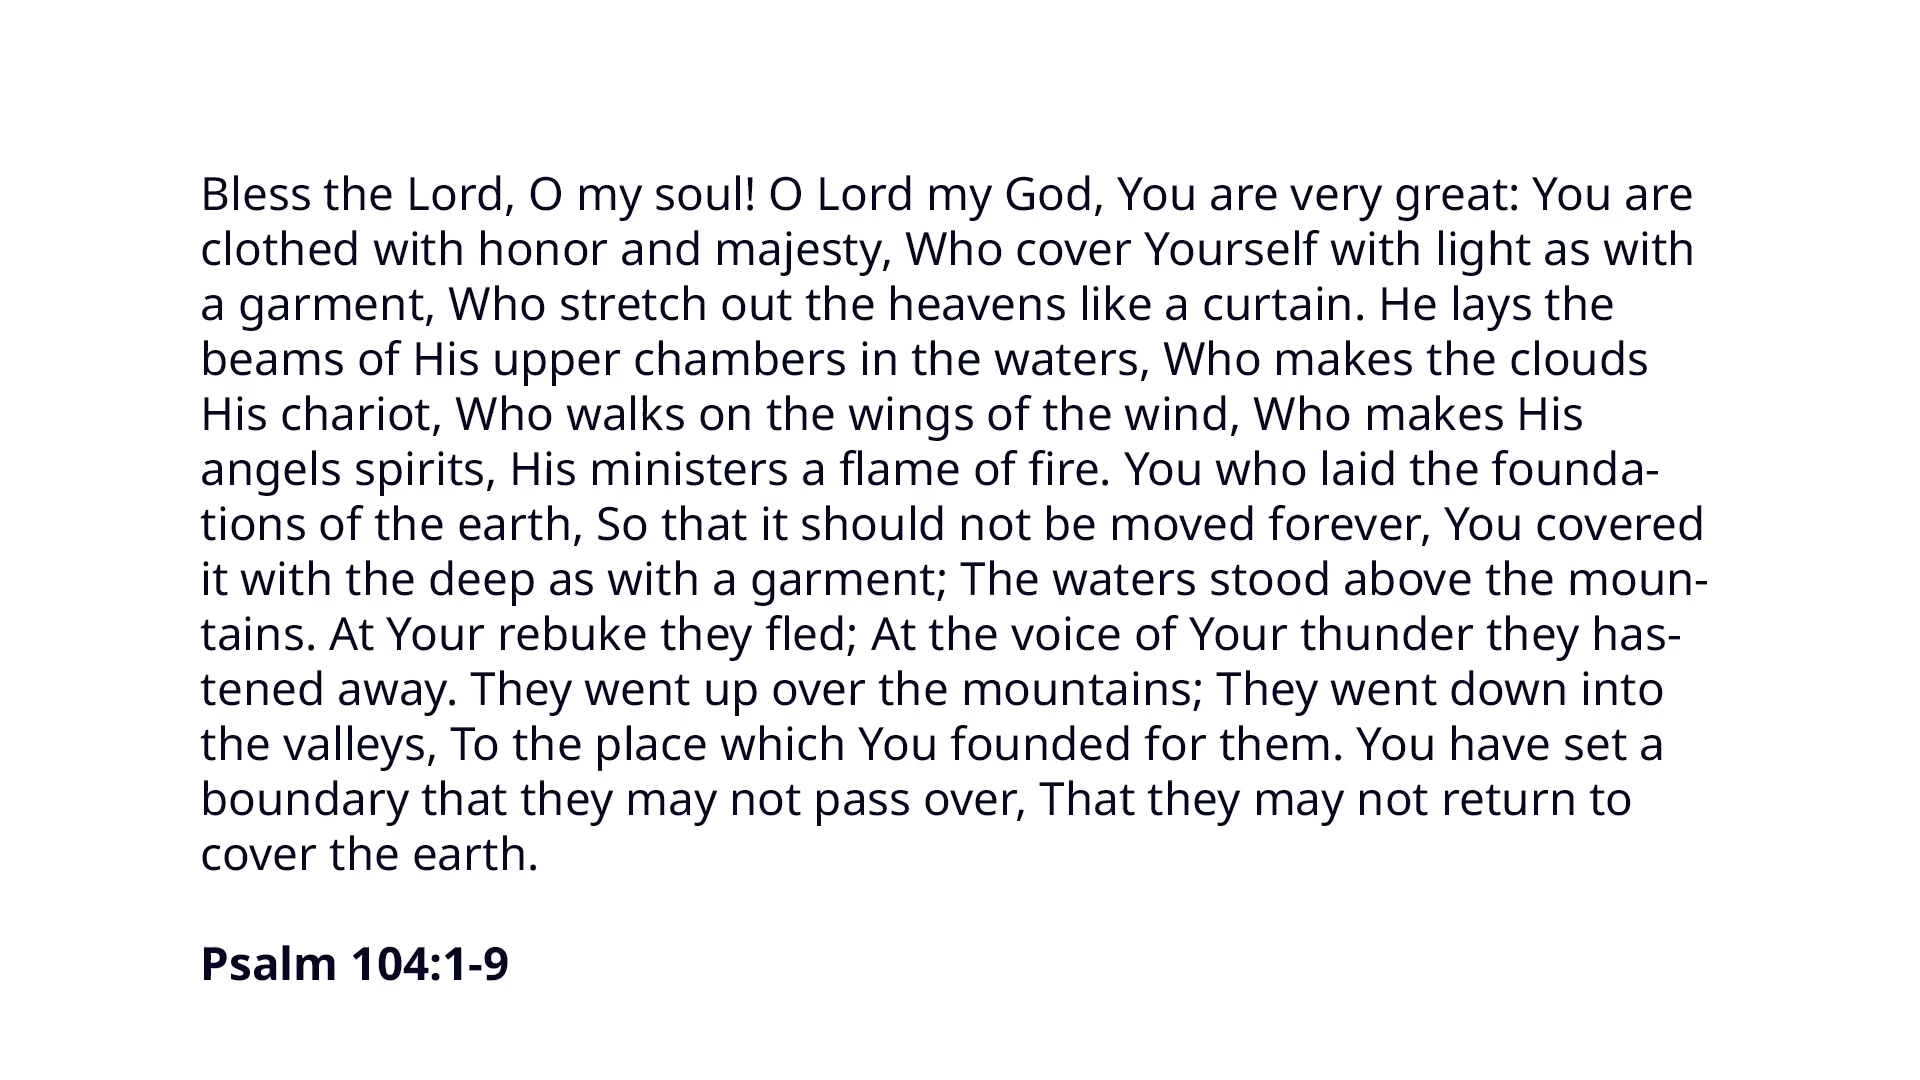 Bless the Lord, O my soul! O Lord my God, You are very great: You are
clothed with honor and majesty, Who cover Yourself with light as with
a garment, Who stretch out the heavens like a curtain. He lays the
beams of His upper chambers in the waters, Who makes the clouds
His chariot, Who walks on the wings of the wind, Who makes His
angels spirits, His ministers a flame of fire. You who laid the founda-
tions of the earth, So that it should not be moved forever, You covered
it with the deep as with a garment; The waters stood above the moun-
tains. At Your rebuke they fled; At the voice of Your thunder they has-
tened away. They went up over the mountains; They went down into
the valleys, To the place which You founded for them. You have set a
boundary that they may not pass over, That they may not return to
cover the earth.
Psalm 104:1-9